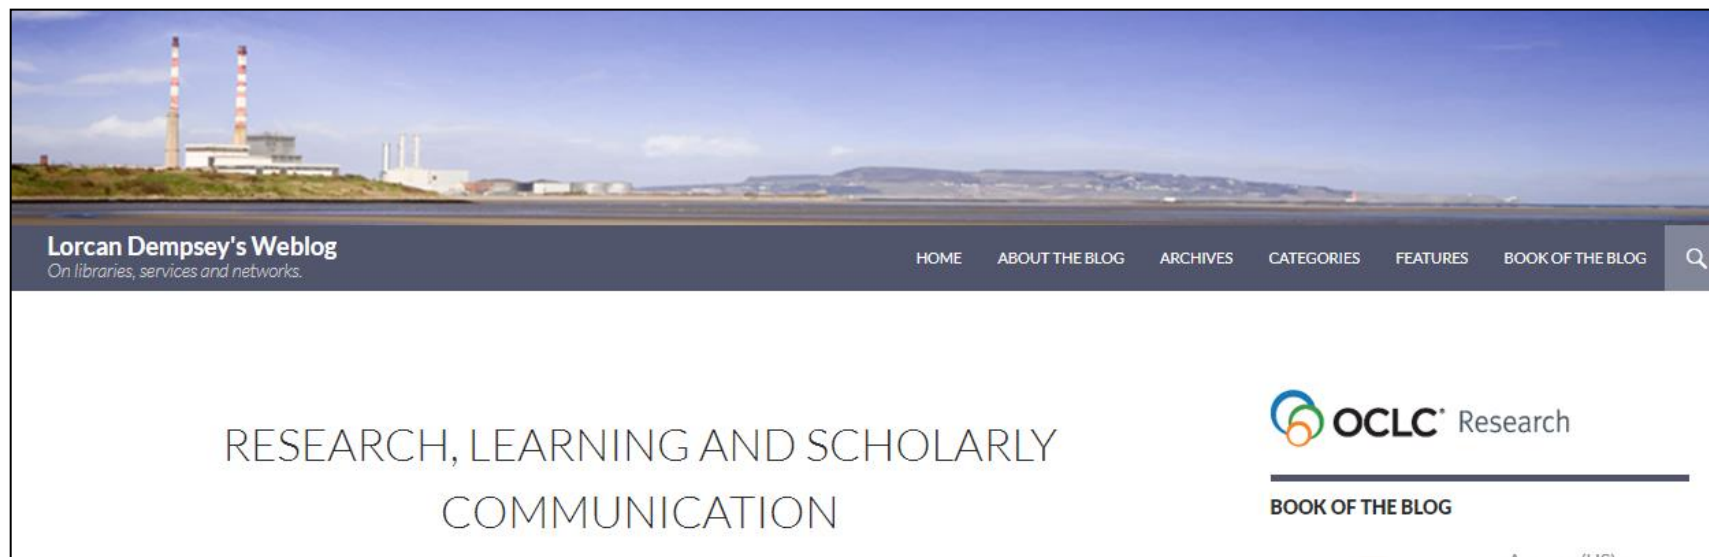 Lorcan Dempsey's Weblog
On libraries, services and networks.
HOME ABOUT THE BLOG ARCHIVES CATEGORIES FEATURES BOOK OF THE BLOG
RESEARCH, LEARNING AND SCHOLARLY
COMMUNICATION
OCLC® Research
BOOK OF THE BLOG